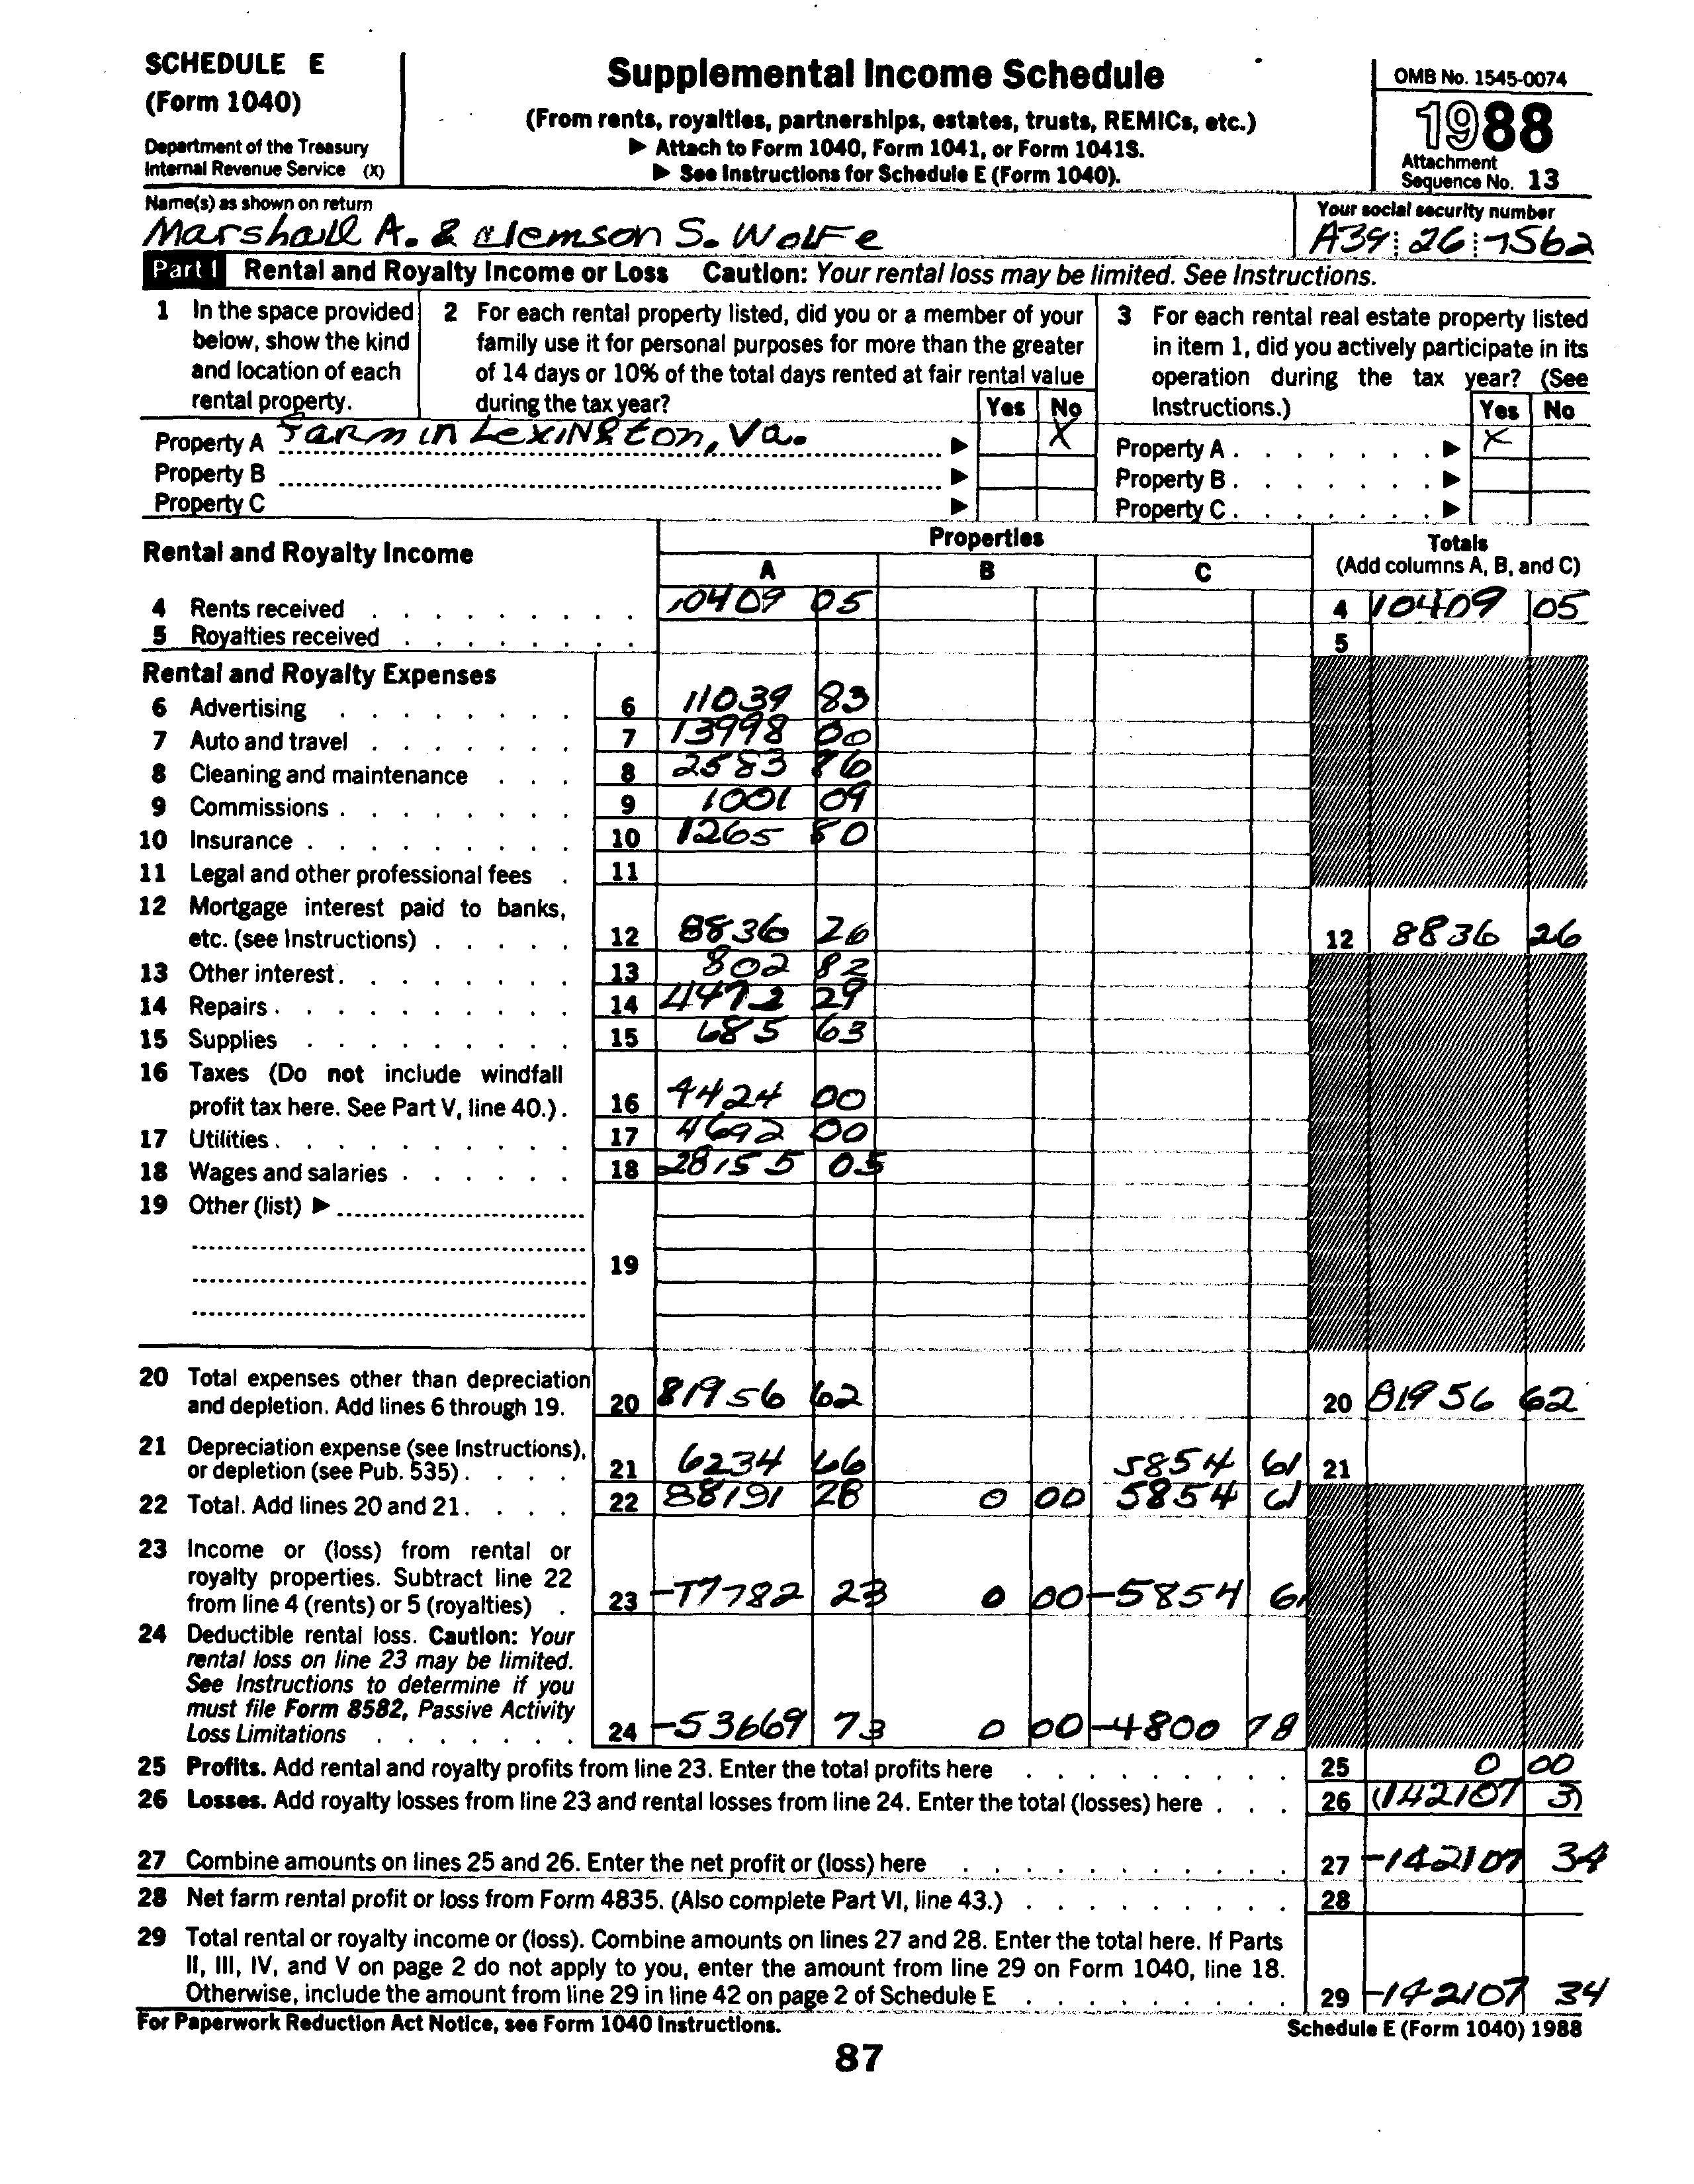 SCHEDULE E
(Form 1040)
Department of the Treasury
Internal Revenue Service (X)
Supplemental Income Schedule
(From rents, royalties, partnerships, estates, trusts, REMICs, etc.)
▶ Attach to Form 1040, Form 1041, or Form 1041S.
▶ See Instructions for Schedule E (Form 1040).
OMB No. 1545-0074
1988
Attachment
Sequence No. 13
Name(s) as shown on return
Marshall A. & Clemson S. Wolfe
Your social security number
A39 26 7562
Part I Rental and Royalty Income or Loss Caution: Your rental loss may be limited. See Instructions.
1 In the space provided below, show the kind and location of each rental property.
2 For each rental property listed, did you or a member of your family use it for personal purposes for more than the greater of 14 days or 10% of the total days rented at fair rental value during the tax year? Yes No
3 For each rental real estate property listed in item 1, did you actively participate in its operation during the tax year? (See Instructions.) Yes No
Property A Farm in Lexington, Va. ▶ X Property A ▶ X
Property B ▶ Property B ▶
Property C ▶ Property C ▶
Rental and Royalty Income
Properties
A B C
Totals
(Add columns A, B, and C)
4 Rents received 10409 05 4 10409 05
5 Royalties received 5
Rental and Royalty Expenses
6 Advertising 6 11039 83
7 Auto and travel 7 13998 00
8 Cleaning and maintenance 8 2583 86
9 Commissions 9 1001 09
10 Insurance 10 1265 80
11 Legal and other professional fees 11
12 Mortgage interest paid to banks,
etc. (see Instructions) 12 8836 26 12 8836 26
13 Other interest 13 802 82
14 Repairs 14 4472 29
15 Supplies 15 685 63
16 Taxes (Do not include windfall
profit tax here. See Part V, line 40.) 16 4424 00
17 Utilities 17 4692 00
18 Wages and salaries 18 28155 05
19 Other (list) ▶
19
20 Total expenses other than depreciation
and depletion. Add lines 6 through 19. 20 81956 62 20 81956 62
21 Depreciation expense (see Instructions),
or depletion (see Pub. 535) 21 6234 66 5854 61 21
22 Total. Add lines 20 and 21 22 88191 28 0 00 5854 61
23 Income or (loss) from rental or
royalty properties. Subtract line 22
from line 4 (rents) or 5 (royalties) 23 -77782 23 0 00 -5854 61
24 Deductible rental loss. Caution: Your
rental loss on line 23 may be limited.
See Instructions to determine if you
must file Form 8582, Passive Activity
Loss Limitations 24 -53669 73 0 00 -4800 78
25 Profits. Add rental and royalty profits from line 23. Enter the total profits here 25 0 00
26 Losses. Add royalty losses from line 23 and rental losses from line 24. Enter the total (losses) here 26 (142107 3)
27 Combine amounts on lines 25 and 26. Enter the net profit or (loss) here 27 -142107 34
28 Net farm rental profit or loss from Form 4835. (Also complete Part VI, line 43.) 28
29 Total rental or royalty income or (loss). Combine amounts on lines 27 and 28. Enter the total here. If Parts
II, III, IV, and V on page 2 do not apply to you, enter the amount from line 29 on Form 1040, line 18.
Otherwise, include the amount from line 29 in line 42 on page 2 of Schedule E 29 -142107 34
For Paperwork Reduction Act Notice, see Form 1040 Instructions.
Schedule E (Form 1040) 1988
87